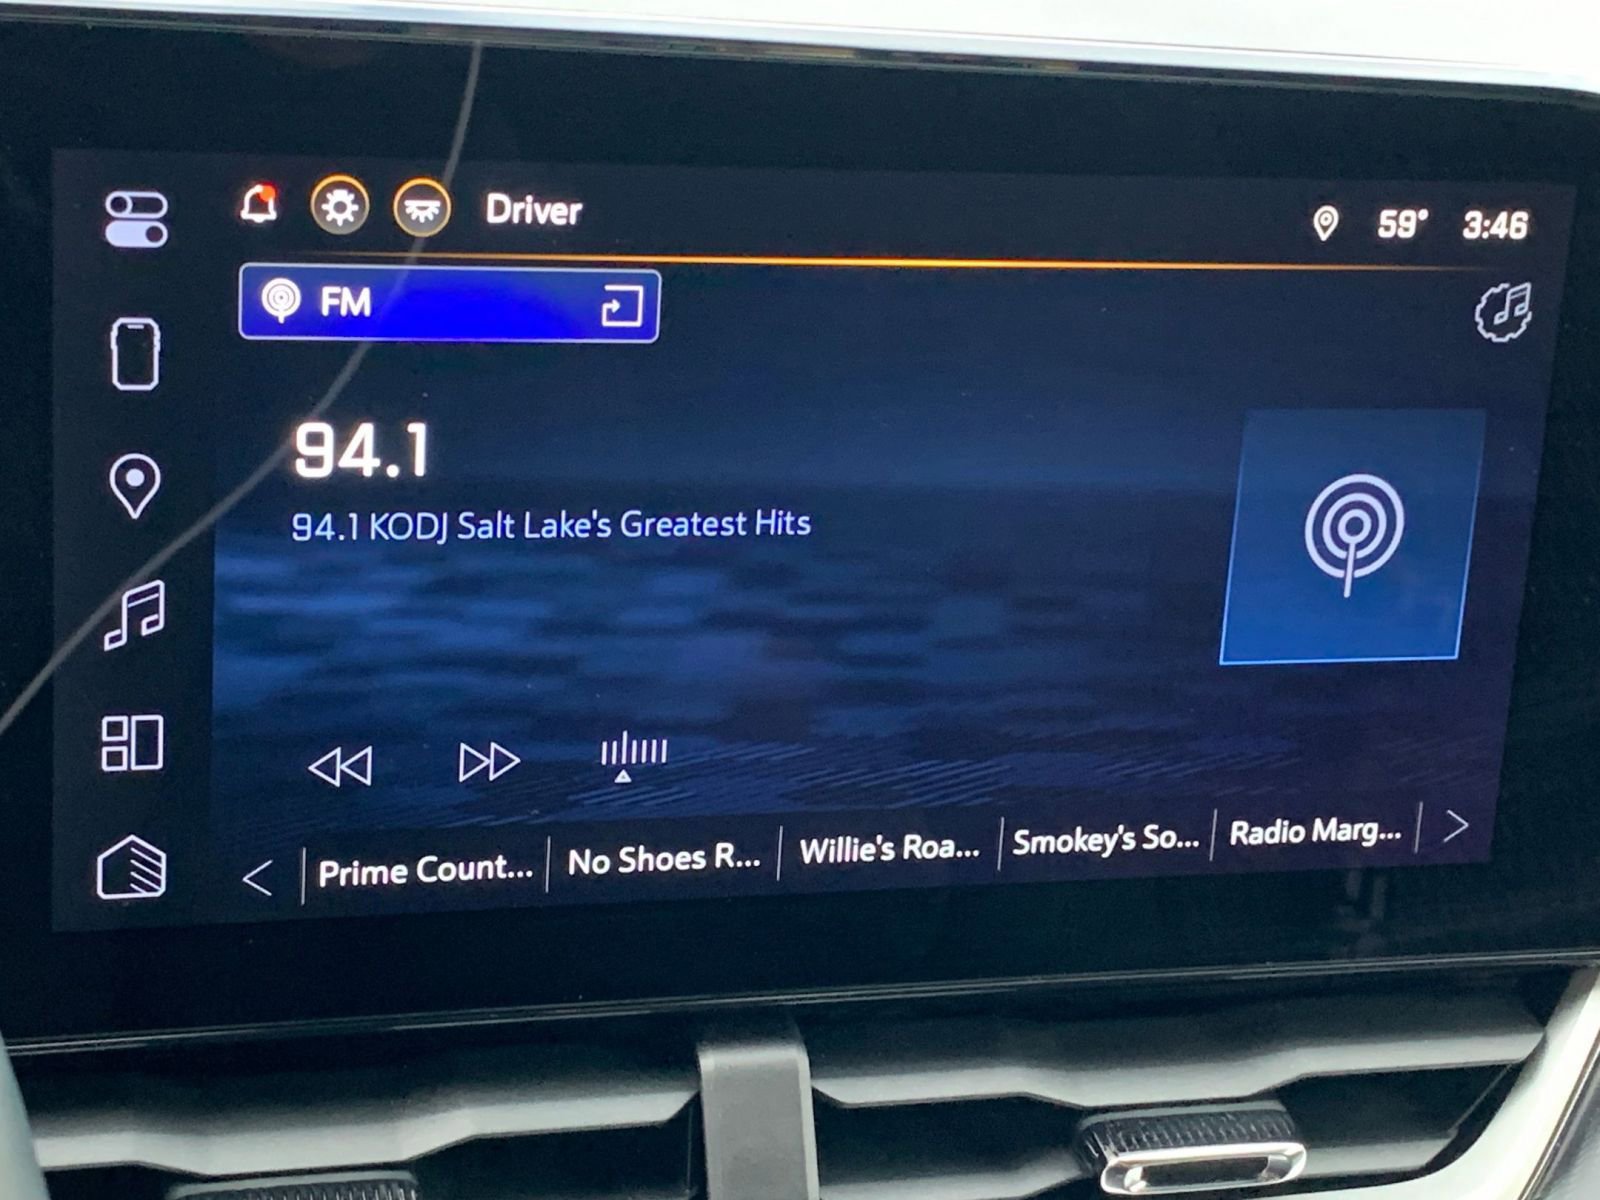 Driver 59° 3:46
FM
94.1
94.1 KODJ Salt Lake's Greatest Hits
Prime Count... No Shoes R... Willie's Roa... Smokey's So... Radio Marg...